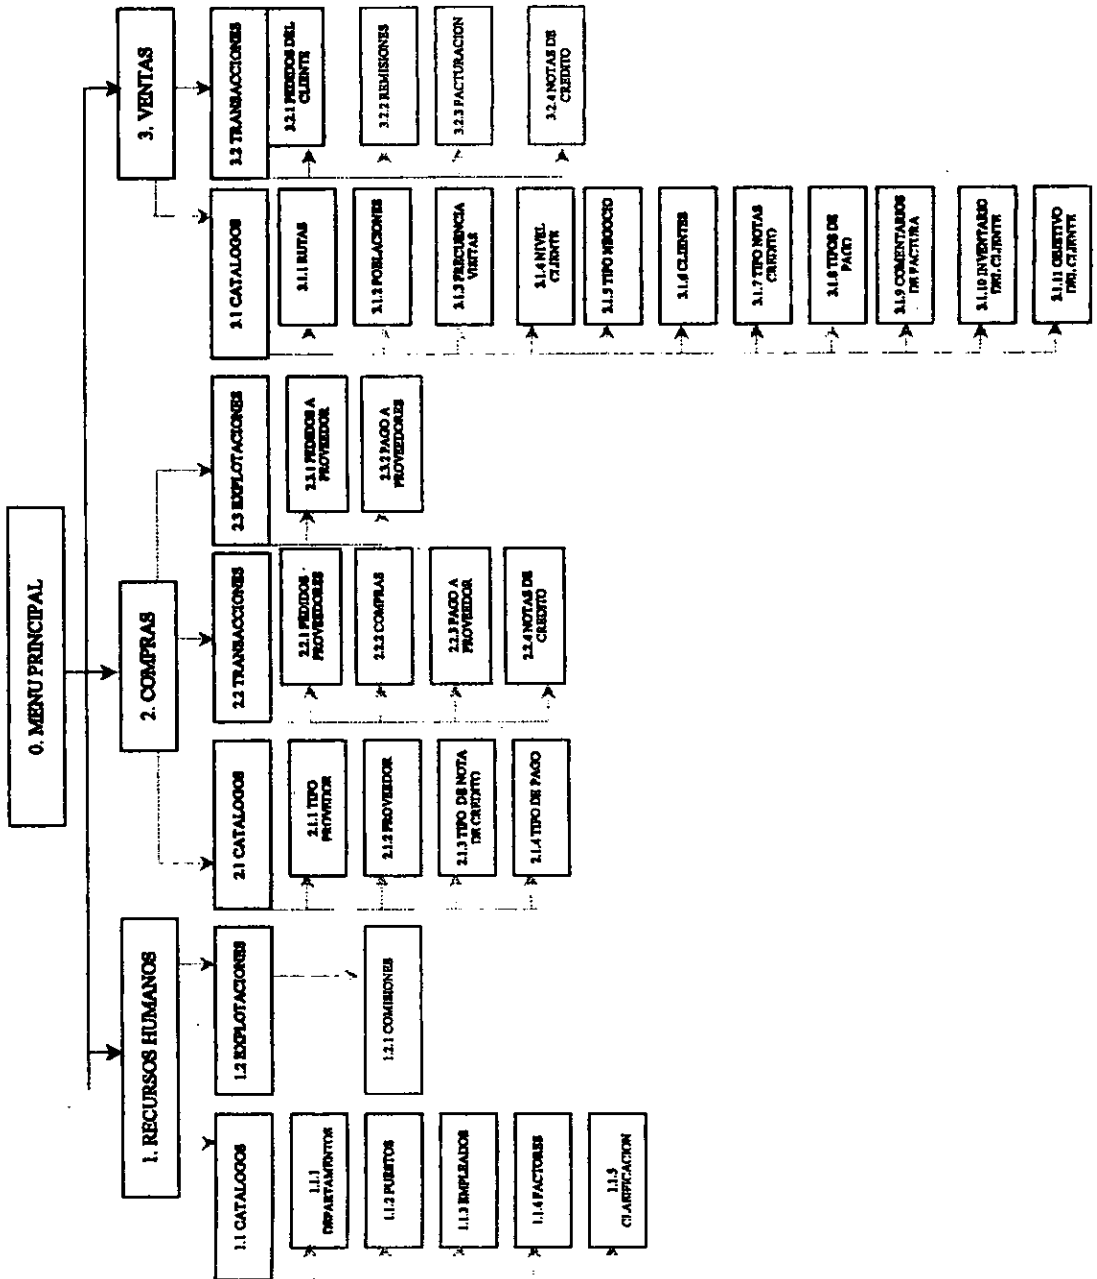 0. MENU PRINCIPAL
1. RECURSOS HUMANOS
1.1 CATALOGOS
1.1.1
DEPARTAMENTOS
1.1.2 PUESTOS
1.1.3 EMPLEADOS
1.1.4 FACTORES
1.1.5
CLASIFICACION
1.2 EXPLOTACIONES
1.2.1 COMISIONES
2. COMPRAS
2.1 CATALOGOS
2.1.1 TIPO
PROVEDOR
2.1.2 PROVEEDOR
2.1.3 TIPO DE NOTA
DE CREDITO
2.1.4 TIPO DE PAGO
2.2 TRANSACCIONES
2.2.1 PEDIDOS -
PROVEEDORES
2.2.2 COMPRAS
2.2.3 PAGO A
PROVEEDOR
2.2.4 NOTAS DE
CREDITO
2.3 EXPLOTACIONES
2.3.1 PEDIDOS A
PROVEEDOR
2.3.2 PAGO A
PROVEEDORES
3. VENTAS
3.1 CATALOGOS
3.1.1 RUTAS
3.1.2 POBLACIONES
3.1.3 FRECUENCIA
VISITAS
3.1.4 NIVEL
CLIENTE
3.1.5 TIPO NEGOCIO
3.1.6 CLIENTES
3.1.7 TIPO NOTAS
CREDITO
3.1.8 TIPOS DE
PAGO
3.1.9 COMENTARIOS
DE FACTURA
3.1.10 INVENTARIO
DEL CLIENTE
3.1.11 OBJETIVO
DEL CLIENTE
3.2 TRANSACCIONES
3.2.1 PEDIDOS DEL
CLIENTE
3.2.2 REMISIONES
3.2.3 FACTURACION
3.2.4 NOTAS DE
CREDITO